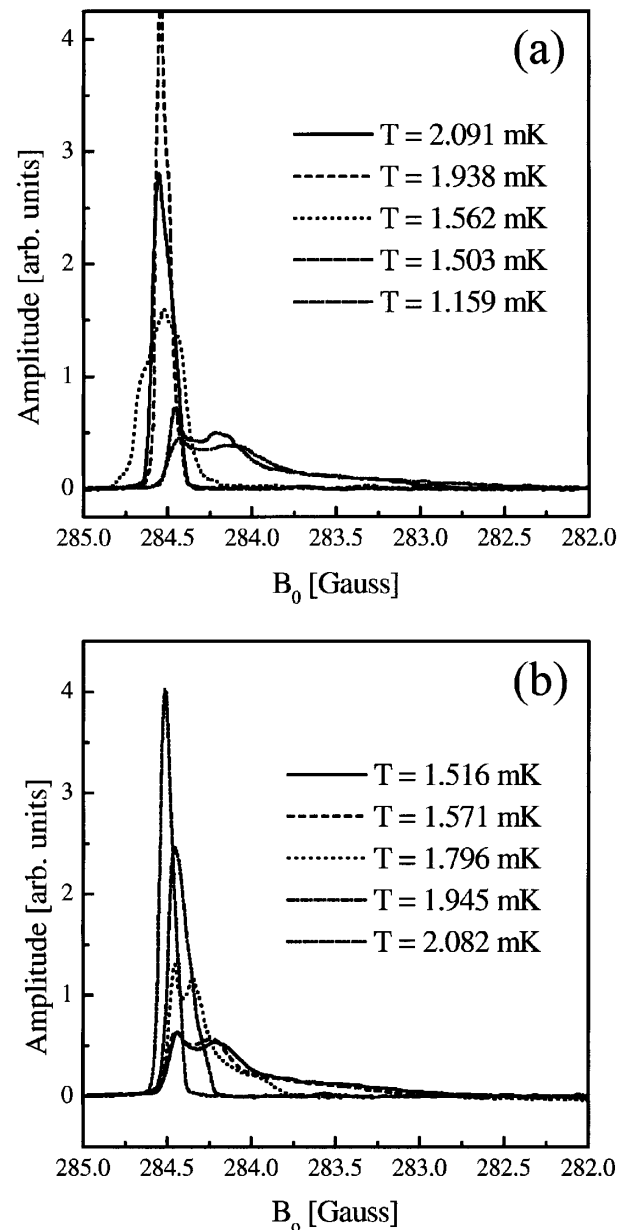 (a)
4
3
2
1
0
Amplitude [arb. units]
T = 2.091 mK
T = 1.938 mK
T = 1.562 mK
T = 1.503 mK
T = 1.159 mK
285.0 284.5 284.0 283.5 283.0 282.5 282.0
B₀ [Gauss]
(b)
4
3
2
1
0
Amplitude [arb. units]
T = 1.516 mK
T = 1.571 mK
T = 1.796 mK
T = 1.945 mK
T = 2.082 mK
285.0 284.5 284.0 283.5 283.0 282.5 282.0
Bₒ [Gauss]